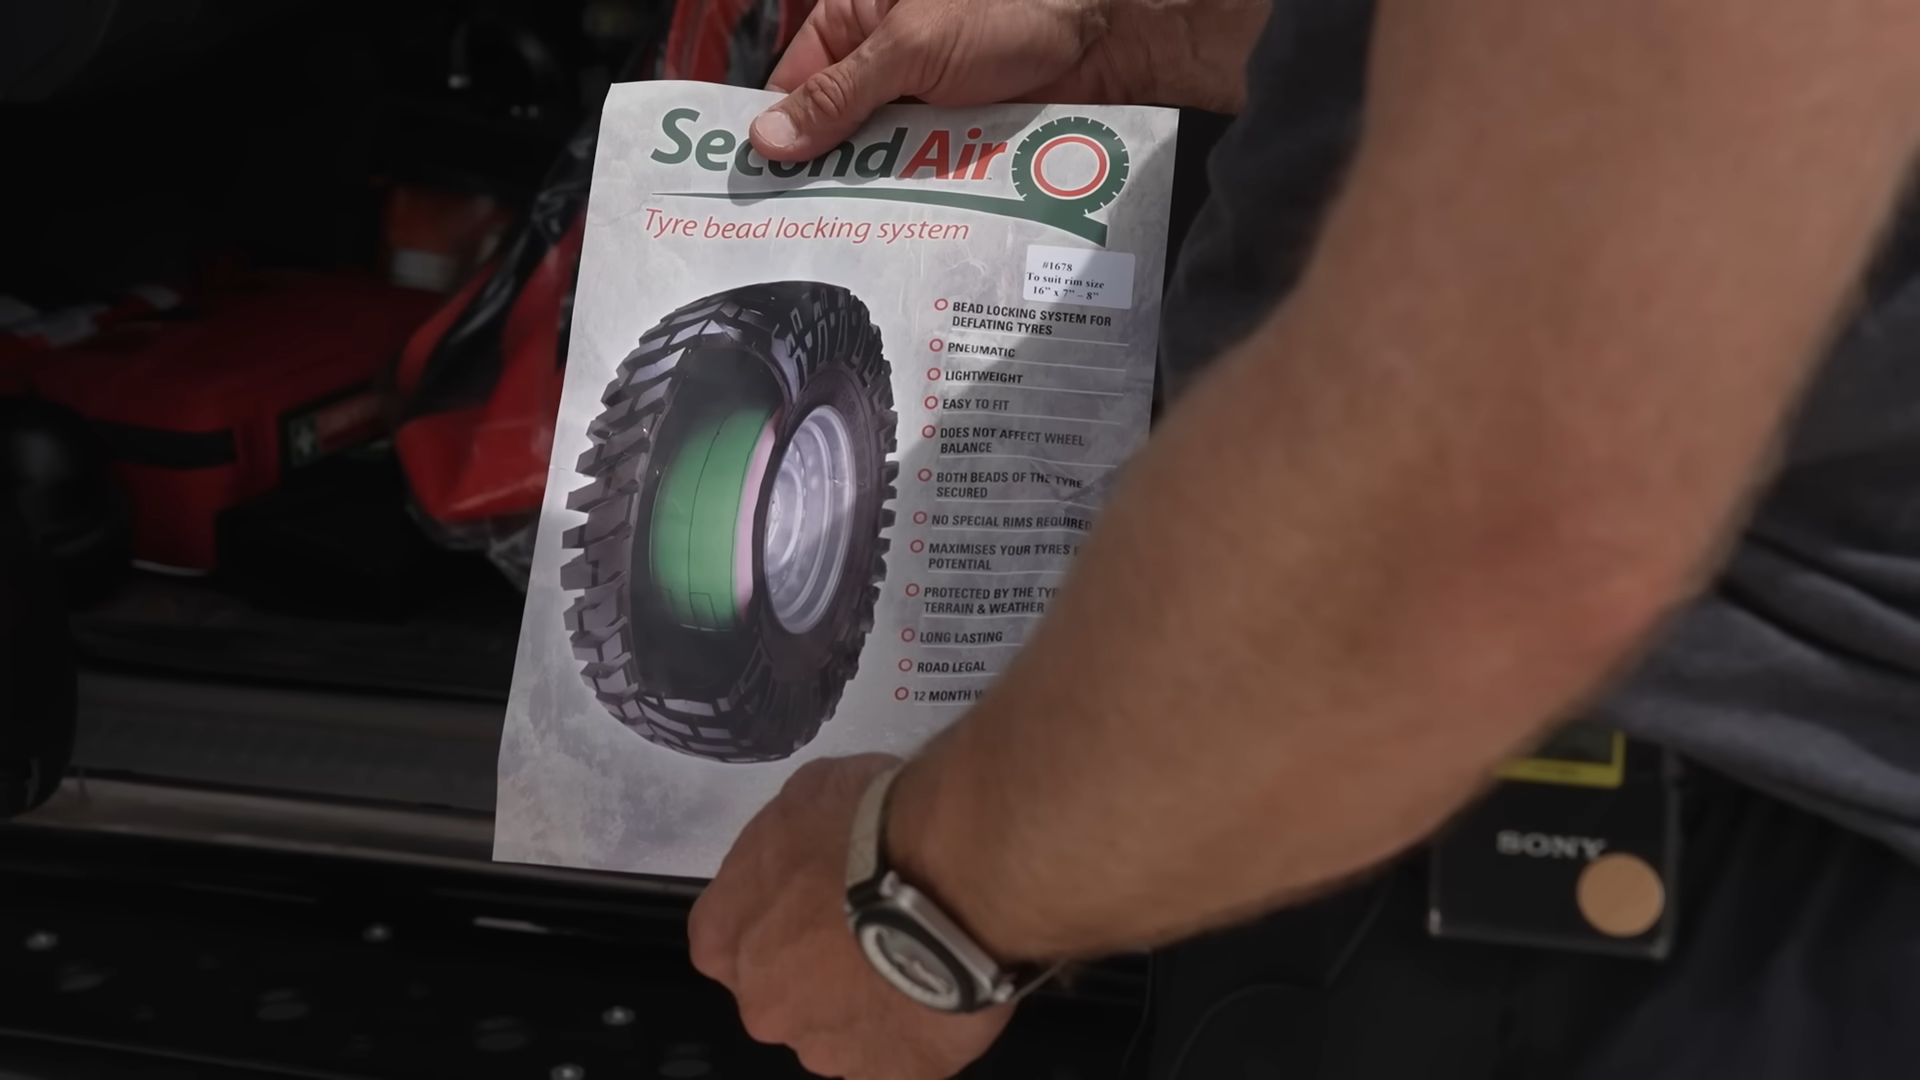 SecondAir
Tyre bead locking system
#1678
To suit rim size
16" x 7" - 8"
BEAD LOCKING SYSTEM FOR
DEFLATING TYRES
PNEUMATIC
LIGHTWEIGHT
EASY TO FIT
DOES NOT AFFECT WHEEL
BALANCE
BOTH BEADS OF THE TYRE
SECURED
NO SPECIAL RIMS REQUIRED
MAXIMISES YOUR TYRES
POTENTIAL
PROTECTED BY THE
TERRAIN & WEATHER
LONG LASTING
ROAD LEGAL
12 MONTH
SONY